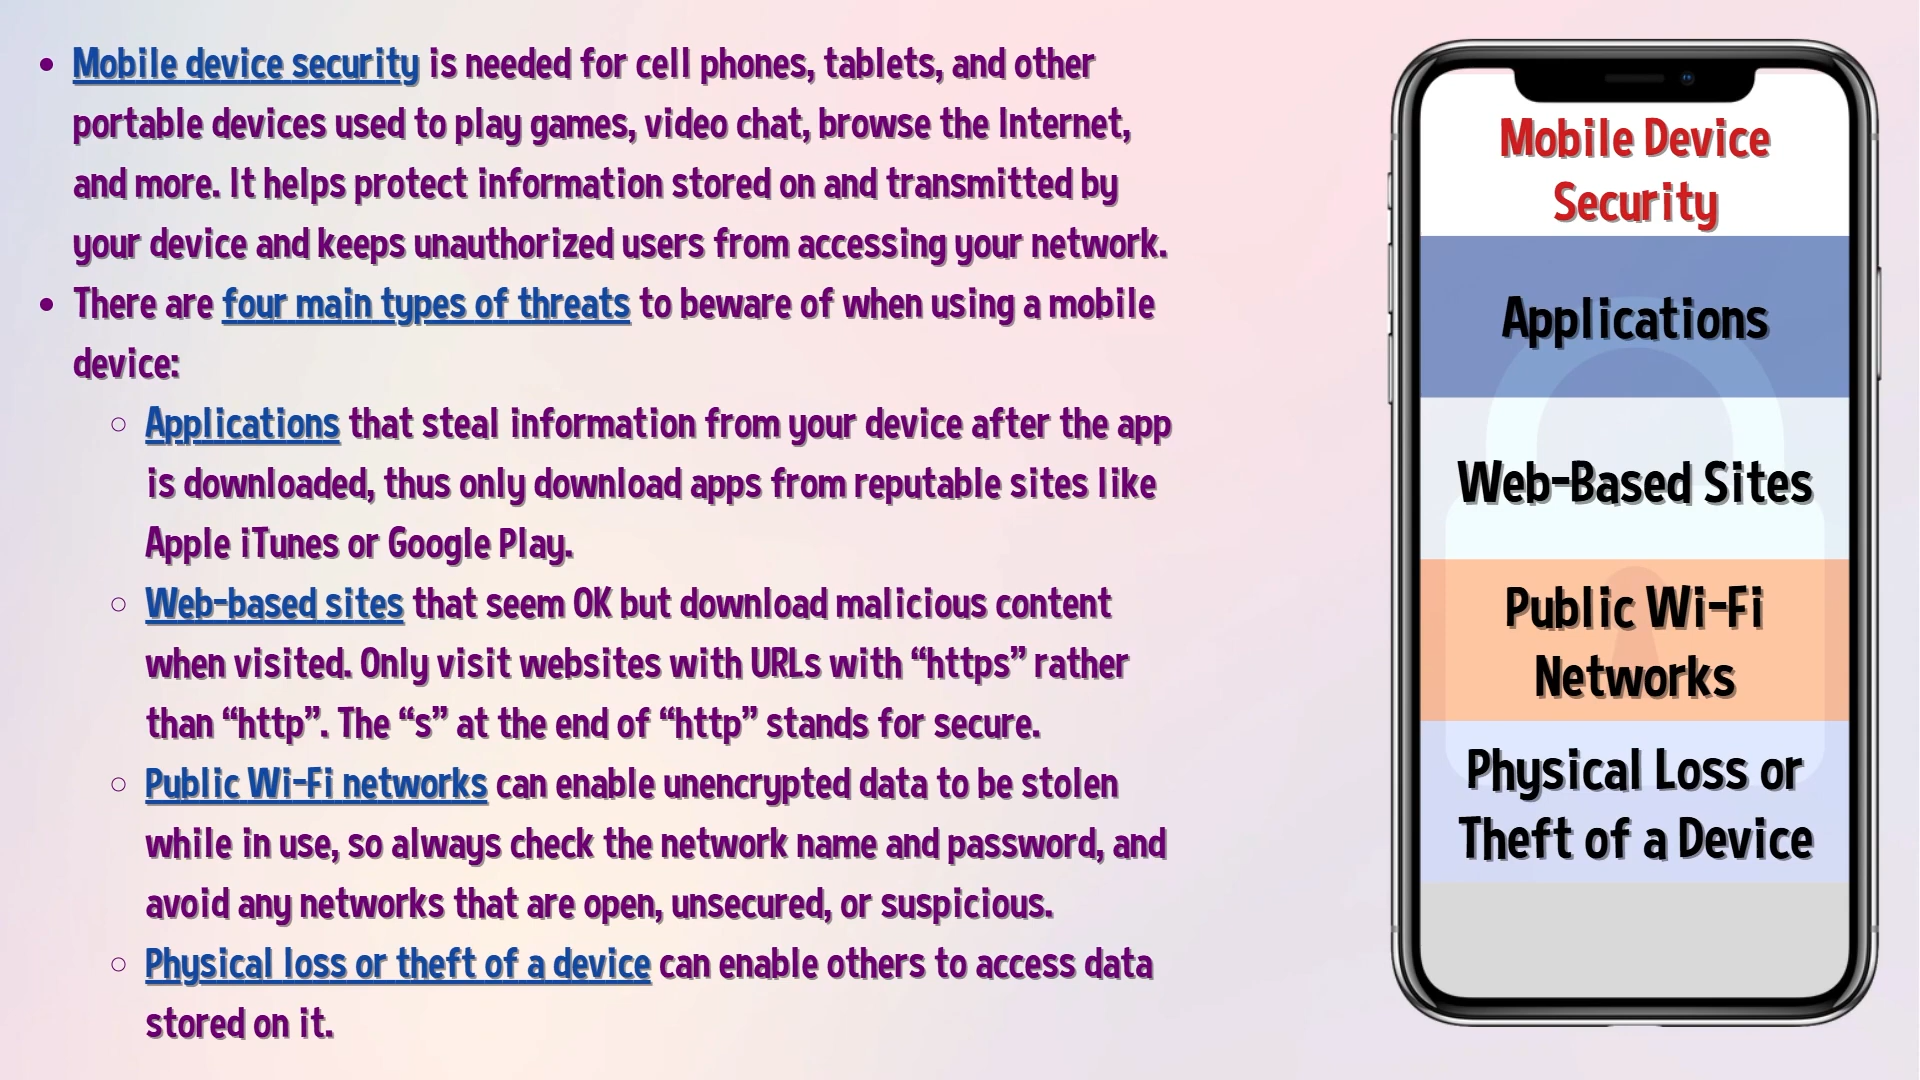 Mobile device security is needed for cell phones, tablets, and other
portable devices used to play games, video chat, browse the Internet,
and more. It helps protect information stored on and transmitted by
your device and keeps unauthorized users from accessing your network.
There are four main types of threats to beware of when using a mobile
device:
Applications that steal information from your device after the app
is downloaded, thus only download apps from reputable sites like
Apple iTunes or Google Play.
Web-based sites that seem OK but download malicious content
when visited. Only visit websites with URLs with “https” rather
than “http”. The “s” at the end of “http” stands for secure.
Public Wi-Fi networks can enable unencrypted data to be stolen
while in use, so always check the network name and password, and
avoid any networks that are open, unsecured, or suspicious.
Physical loss or theft of a device can enable others to access data
stored on it.
Mobile Device
Security
Applications
Web-Based Sites
Public Wi-Fi
Networks
Physical Loss or
Theft of a Device